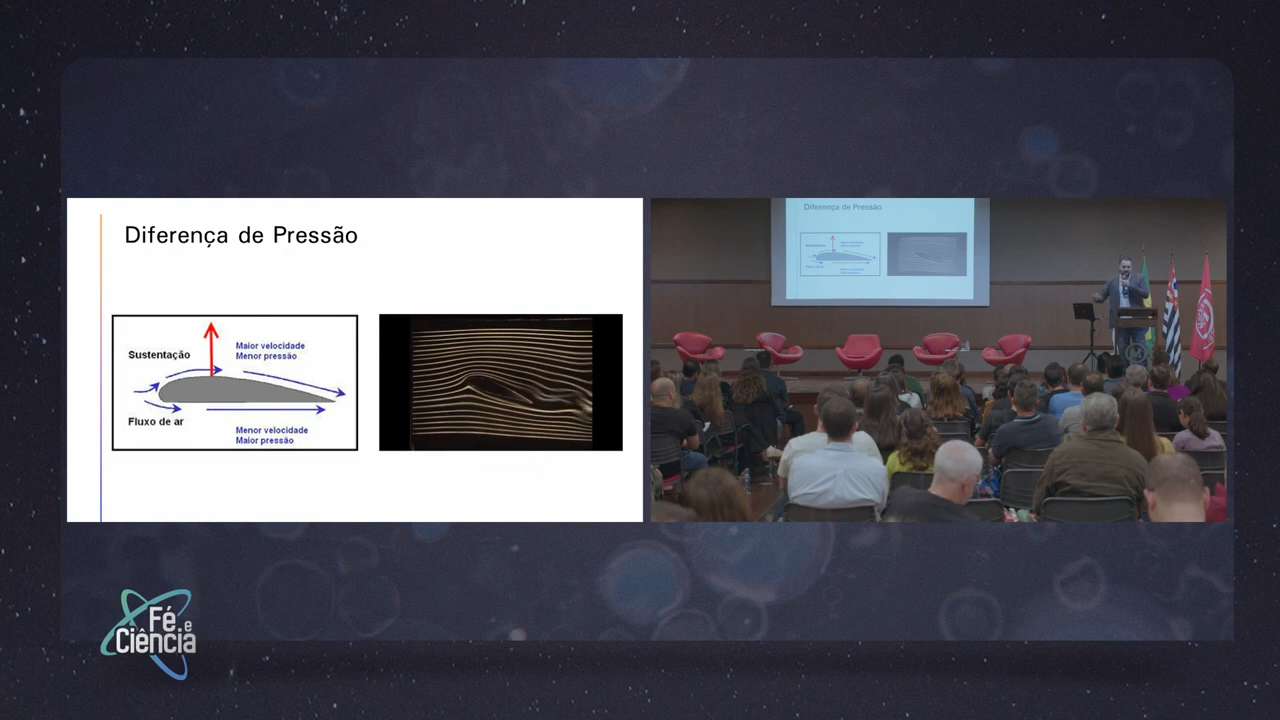 Diferença de Pressão
Sustentação
Maior velocidade
Menor pressão
Fluxo de ar
Menor velocidade
Maior pressão
Diferença de Pressão
Fé e
Ciência